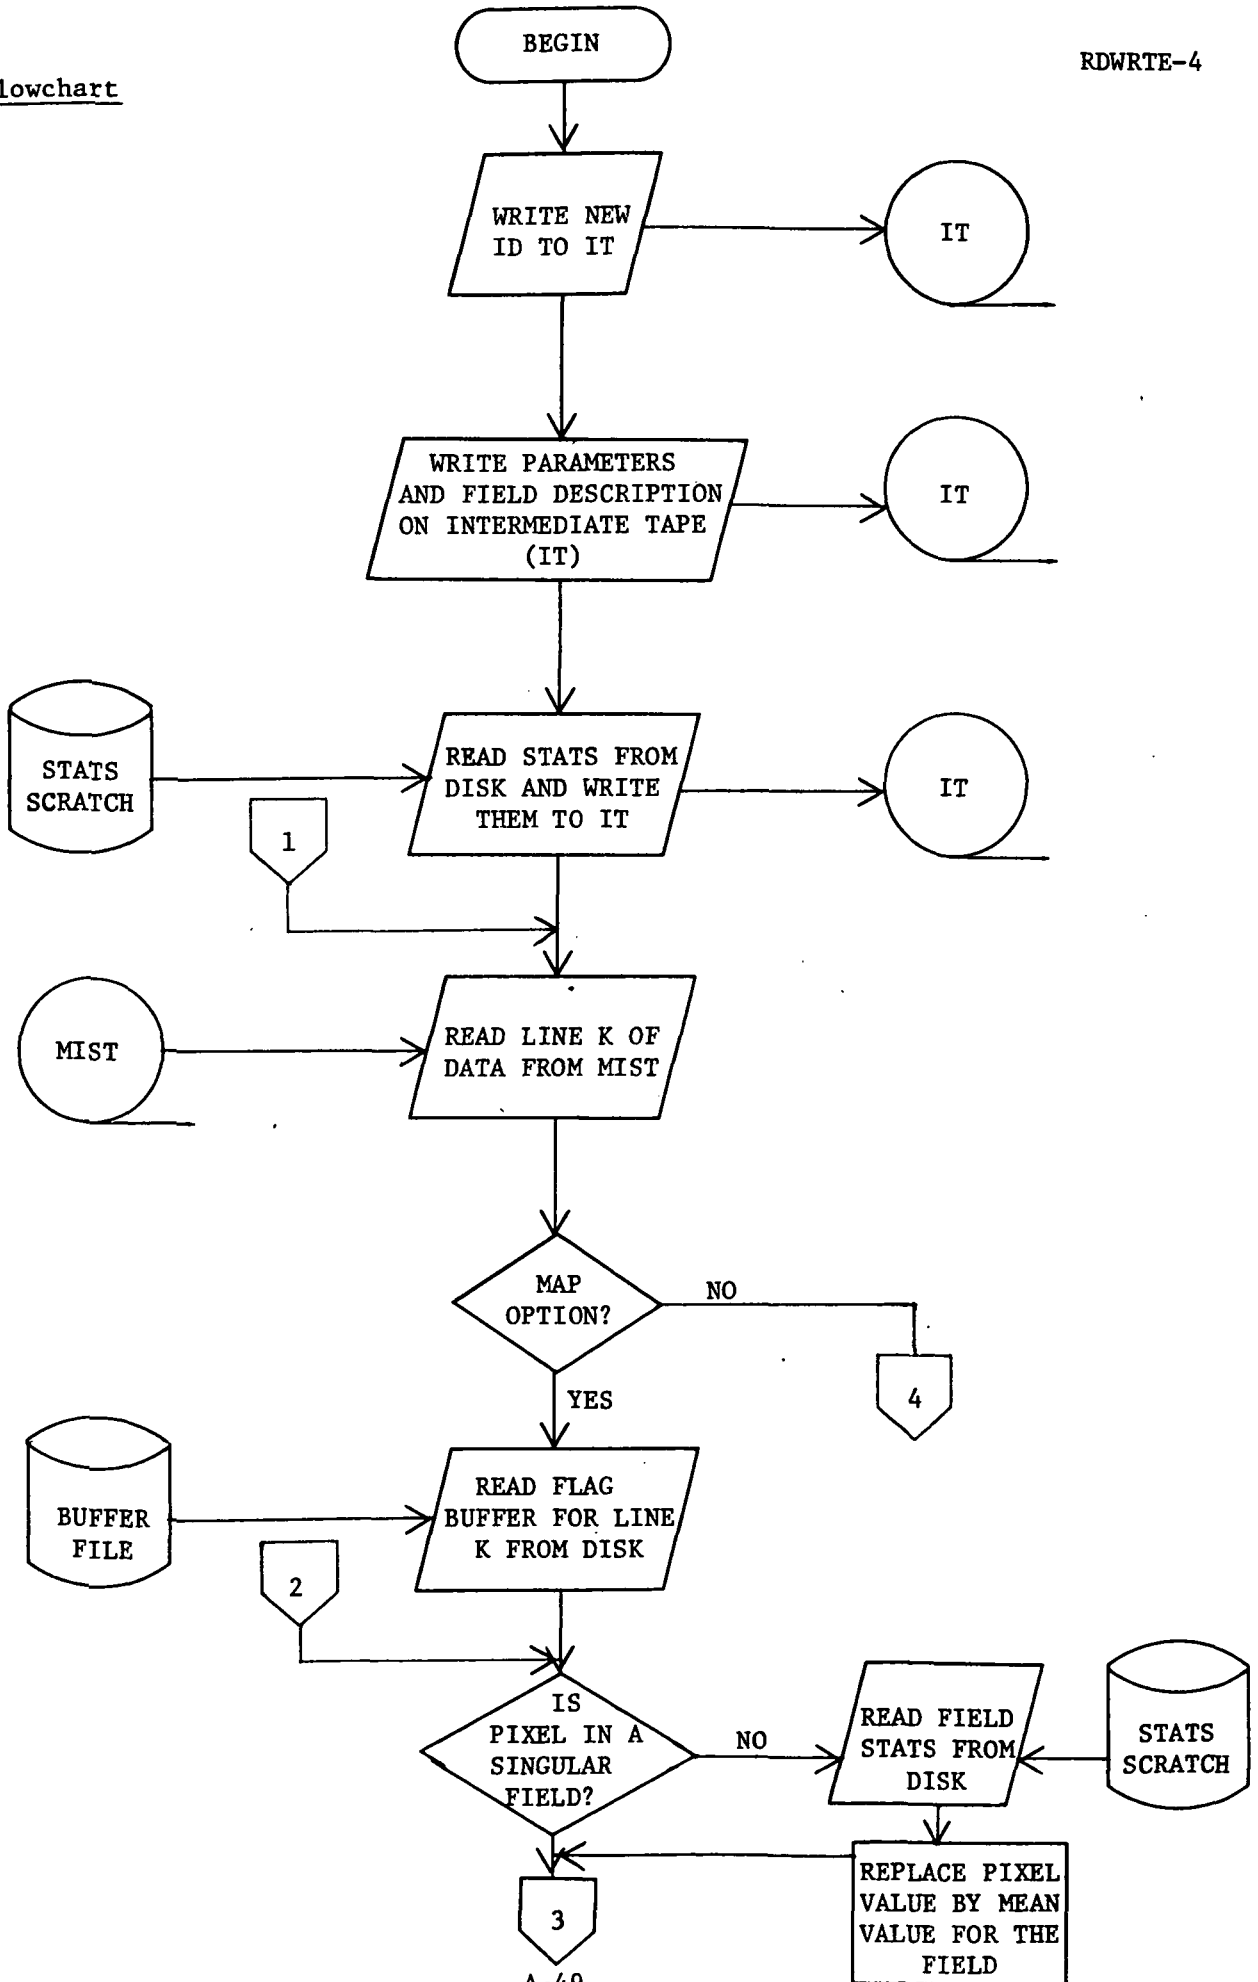 lowchart
BEGIN
RDWRTE-4
WRITE NEW
ID TO IT
IT
WRITE PARAMETERS
AND FIELD DESCRIPTION
ON INTERMEDIATE TAPE
(IT)
IT
STATS
SCRATCH
READ STATS FROM
DISK AND WRITE
THEM TO IT
IT
1
MIST
READ LINE K OF
DATA FROM MIST
MAP
OPTION?
NO
4
YES
BUFFER
FILE
READ FLAG
BUFFER FOR LINE
K FROM DISK
2
IS
PIXEL IN A
SINGULAR
FIELD?
NO
READ FIELD
STATS FROM
DISK
STATS
SCRATCH
REPLACE PIXEL
VALUE BY MEAN
VALUE FOR THE
FIELD
3